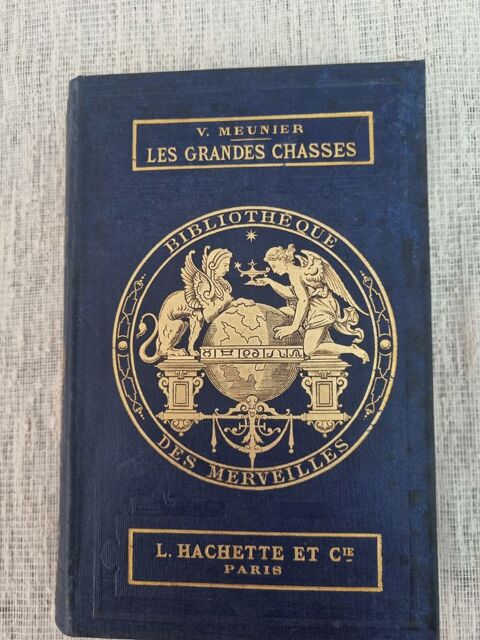 V. MEUNIER
LES GRANDES CHASSES
BIBLIOTHÈQUE
DES MERVEILLES
L. HACHETTE ET CIE
PARIS